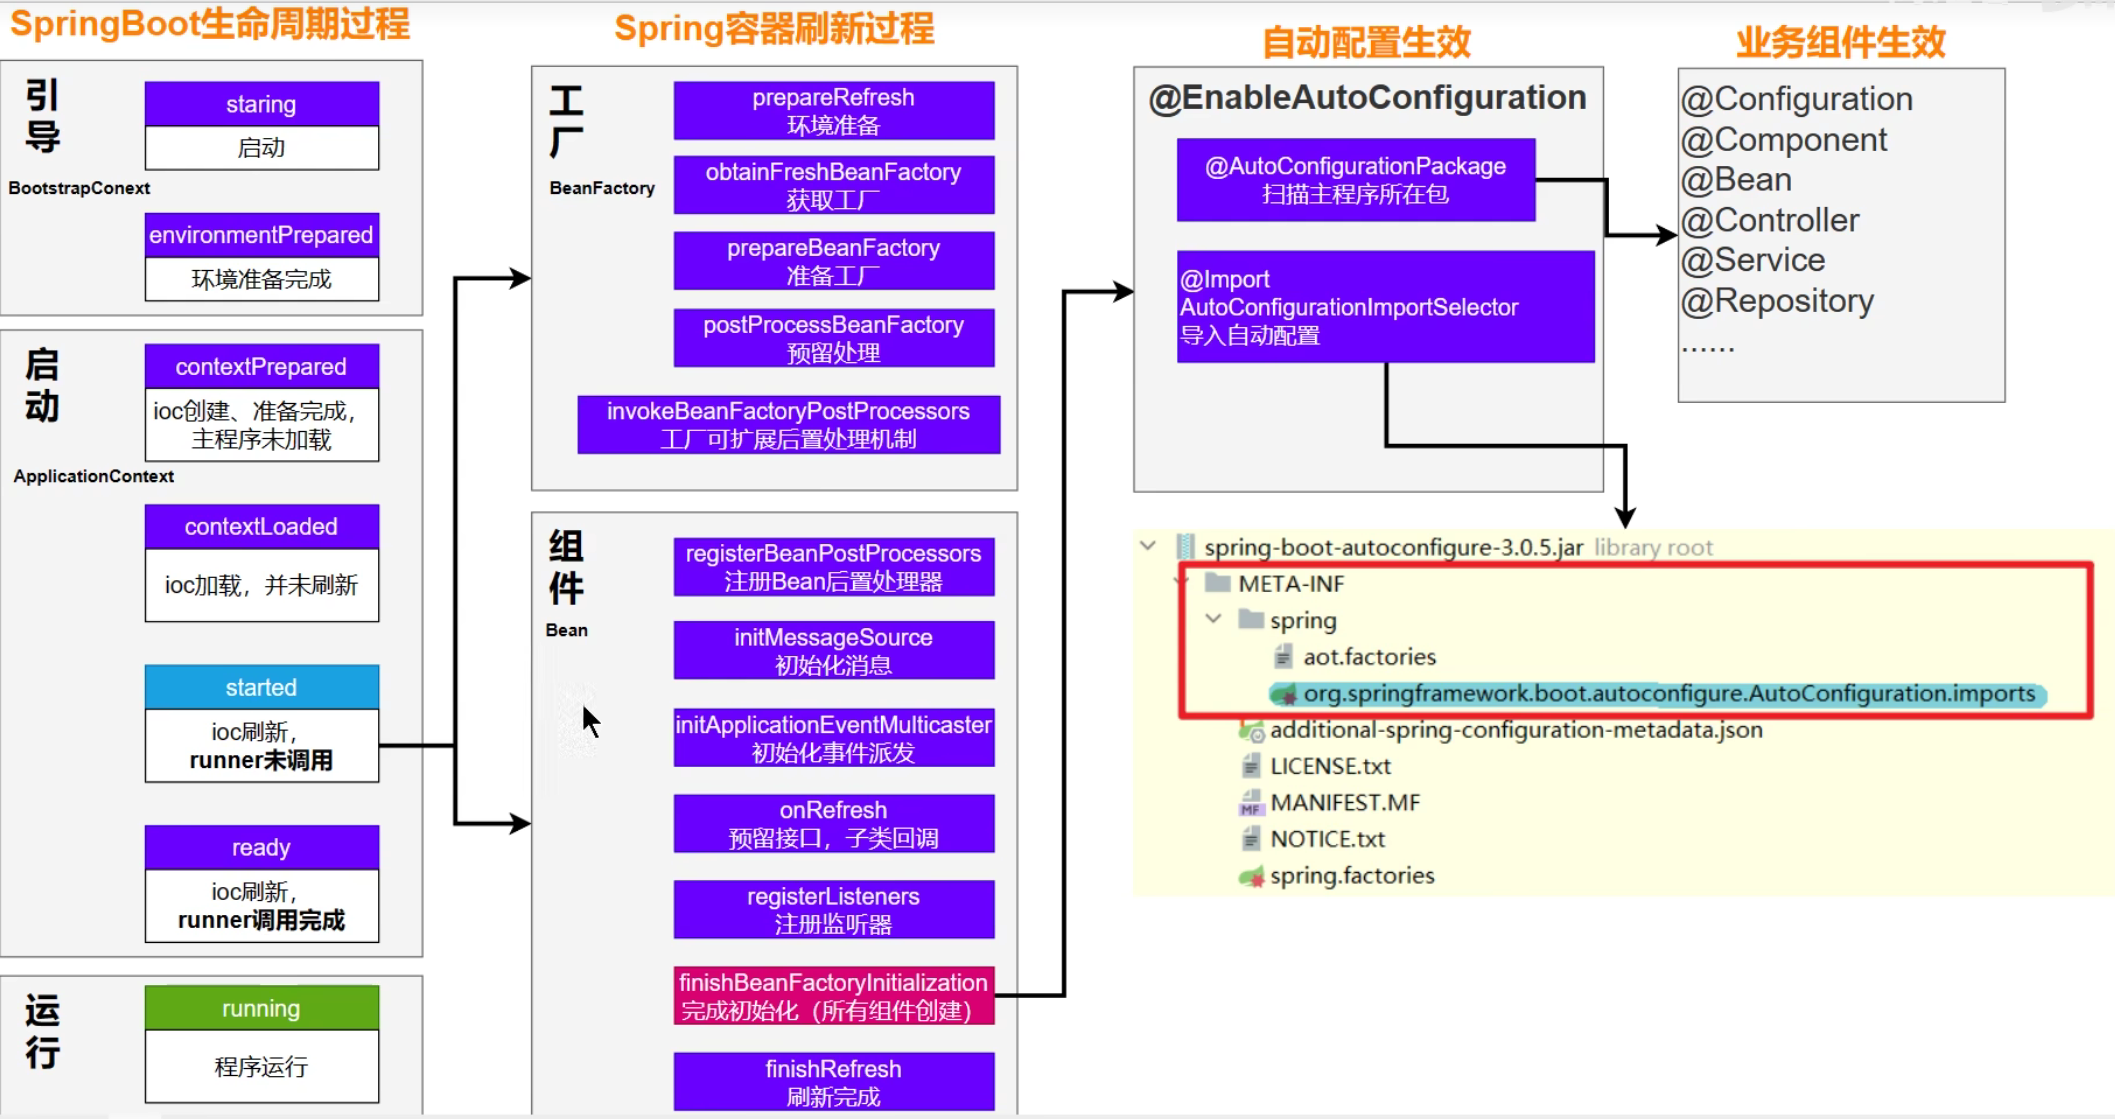 SpringBoot生命周期过程
引
导
BootstrapConext
staring
启动
environmentPrepared
环境准备完成
启
动
ApplicationContext
contextPrepared
ioc创建、准备完成，
主程序未加载
contextLoaded
ioc加载，并未刷新
started
ioc刷新，
runner未调用
ready
ioc刷新，
runner调用完成
运
行
running
程序运行
Spring容器刷新过程
工
厂
BeanFactory
prepareRefresh
环境准备
obtainFreshBeanFactory
获取工厂
prepareBeanFactory
准备工厂
postProcessBeanFactory
预留处理
invokeBeanFactoryPostProcessors
工厂可扩展后置处理机制
组
件
Bean
registerBeanPostProcessors
注册Bean后置处理器
initMessageSource
初始化消息
initApplicationEventMulticaster
初始化事件派发
onRefresh
预留接口，子类回调
registerListeners
注册监听器
finishBeanFactoryInitialization
完成初始化（所有组件创建）
finishRefresh
刷新完成
自动配置生效
@EnableAutoConfiguration
@AutoConfigurationPackage
扫描主程序所在包
@Import
AutoConfigurationImportSelector
导入自动配置
业务组件生效
@Configuration
@Component
@Bean
@Controller
@Service
@Repository
......
spring-boot-autoconfigure-3.0.5.jar library root
META-INF
spring
aot.factories
org.springframework.boot.autoconfigure.AutoConfiguration.imports
additional-spring-configuration-metadata.json
LICENSE.txt
MF MANIFEST.MF
NOTICE.txt
spring.factories